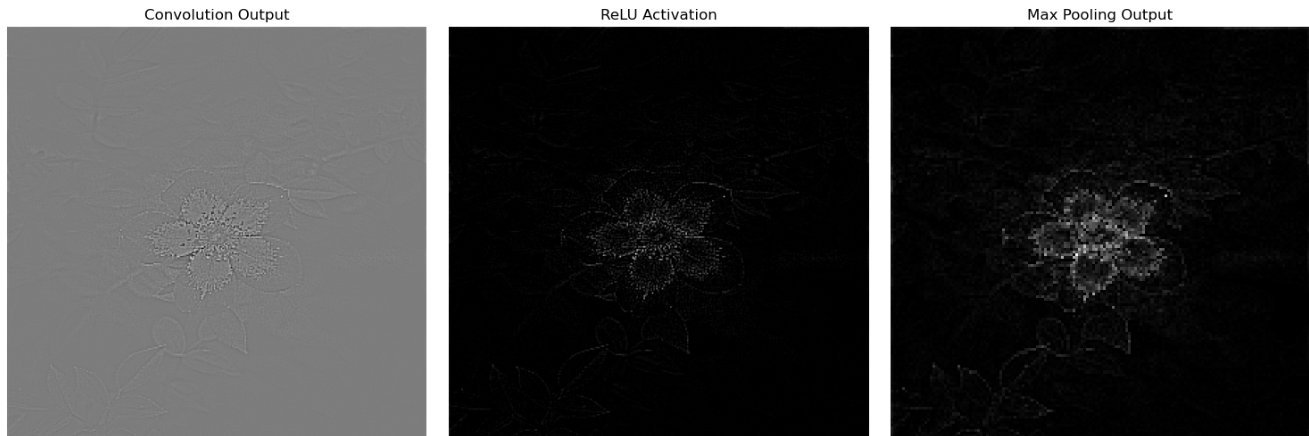 Convolution Output
ReLU Activation
Max Pooling Output